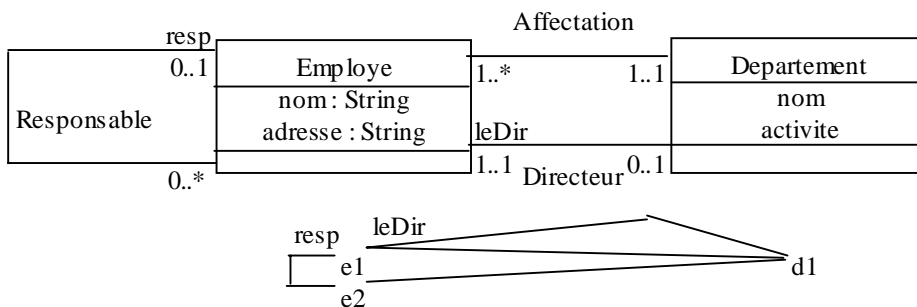 Affectation
resp
0..1
Employe
1..*
1..1
Departement
nom : String
nom
Responsable
adresse : String
leDir
activite
0..*
1..1
Directeur
0..1
leDir
resp
e1
d1
e2